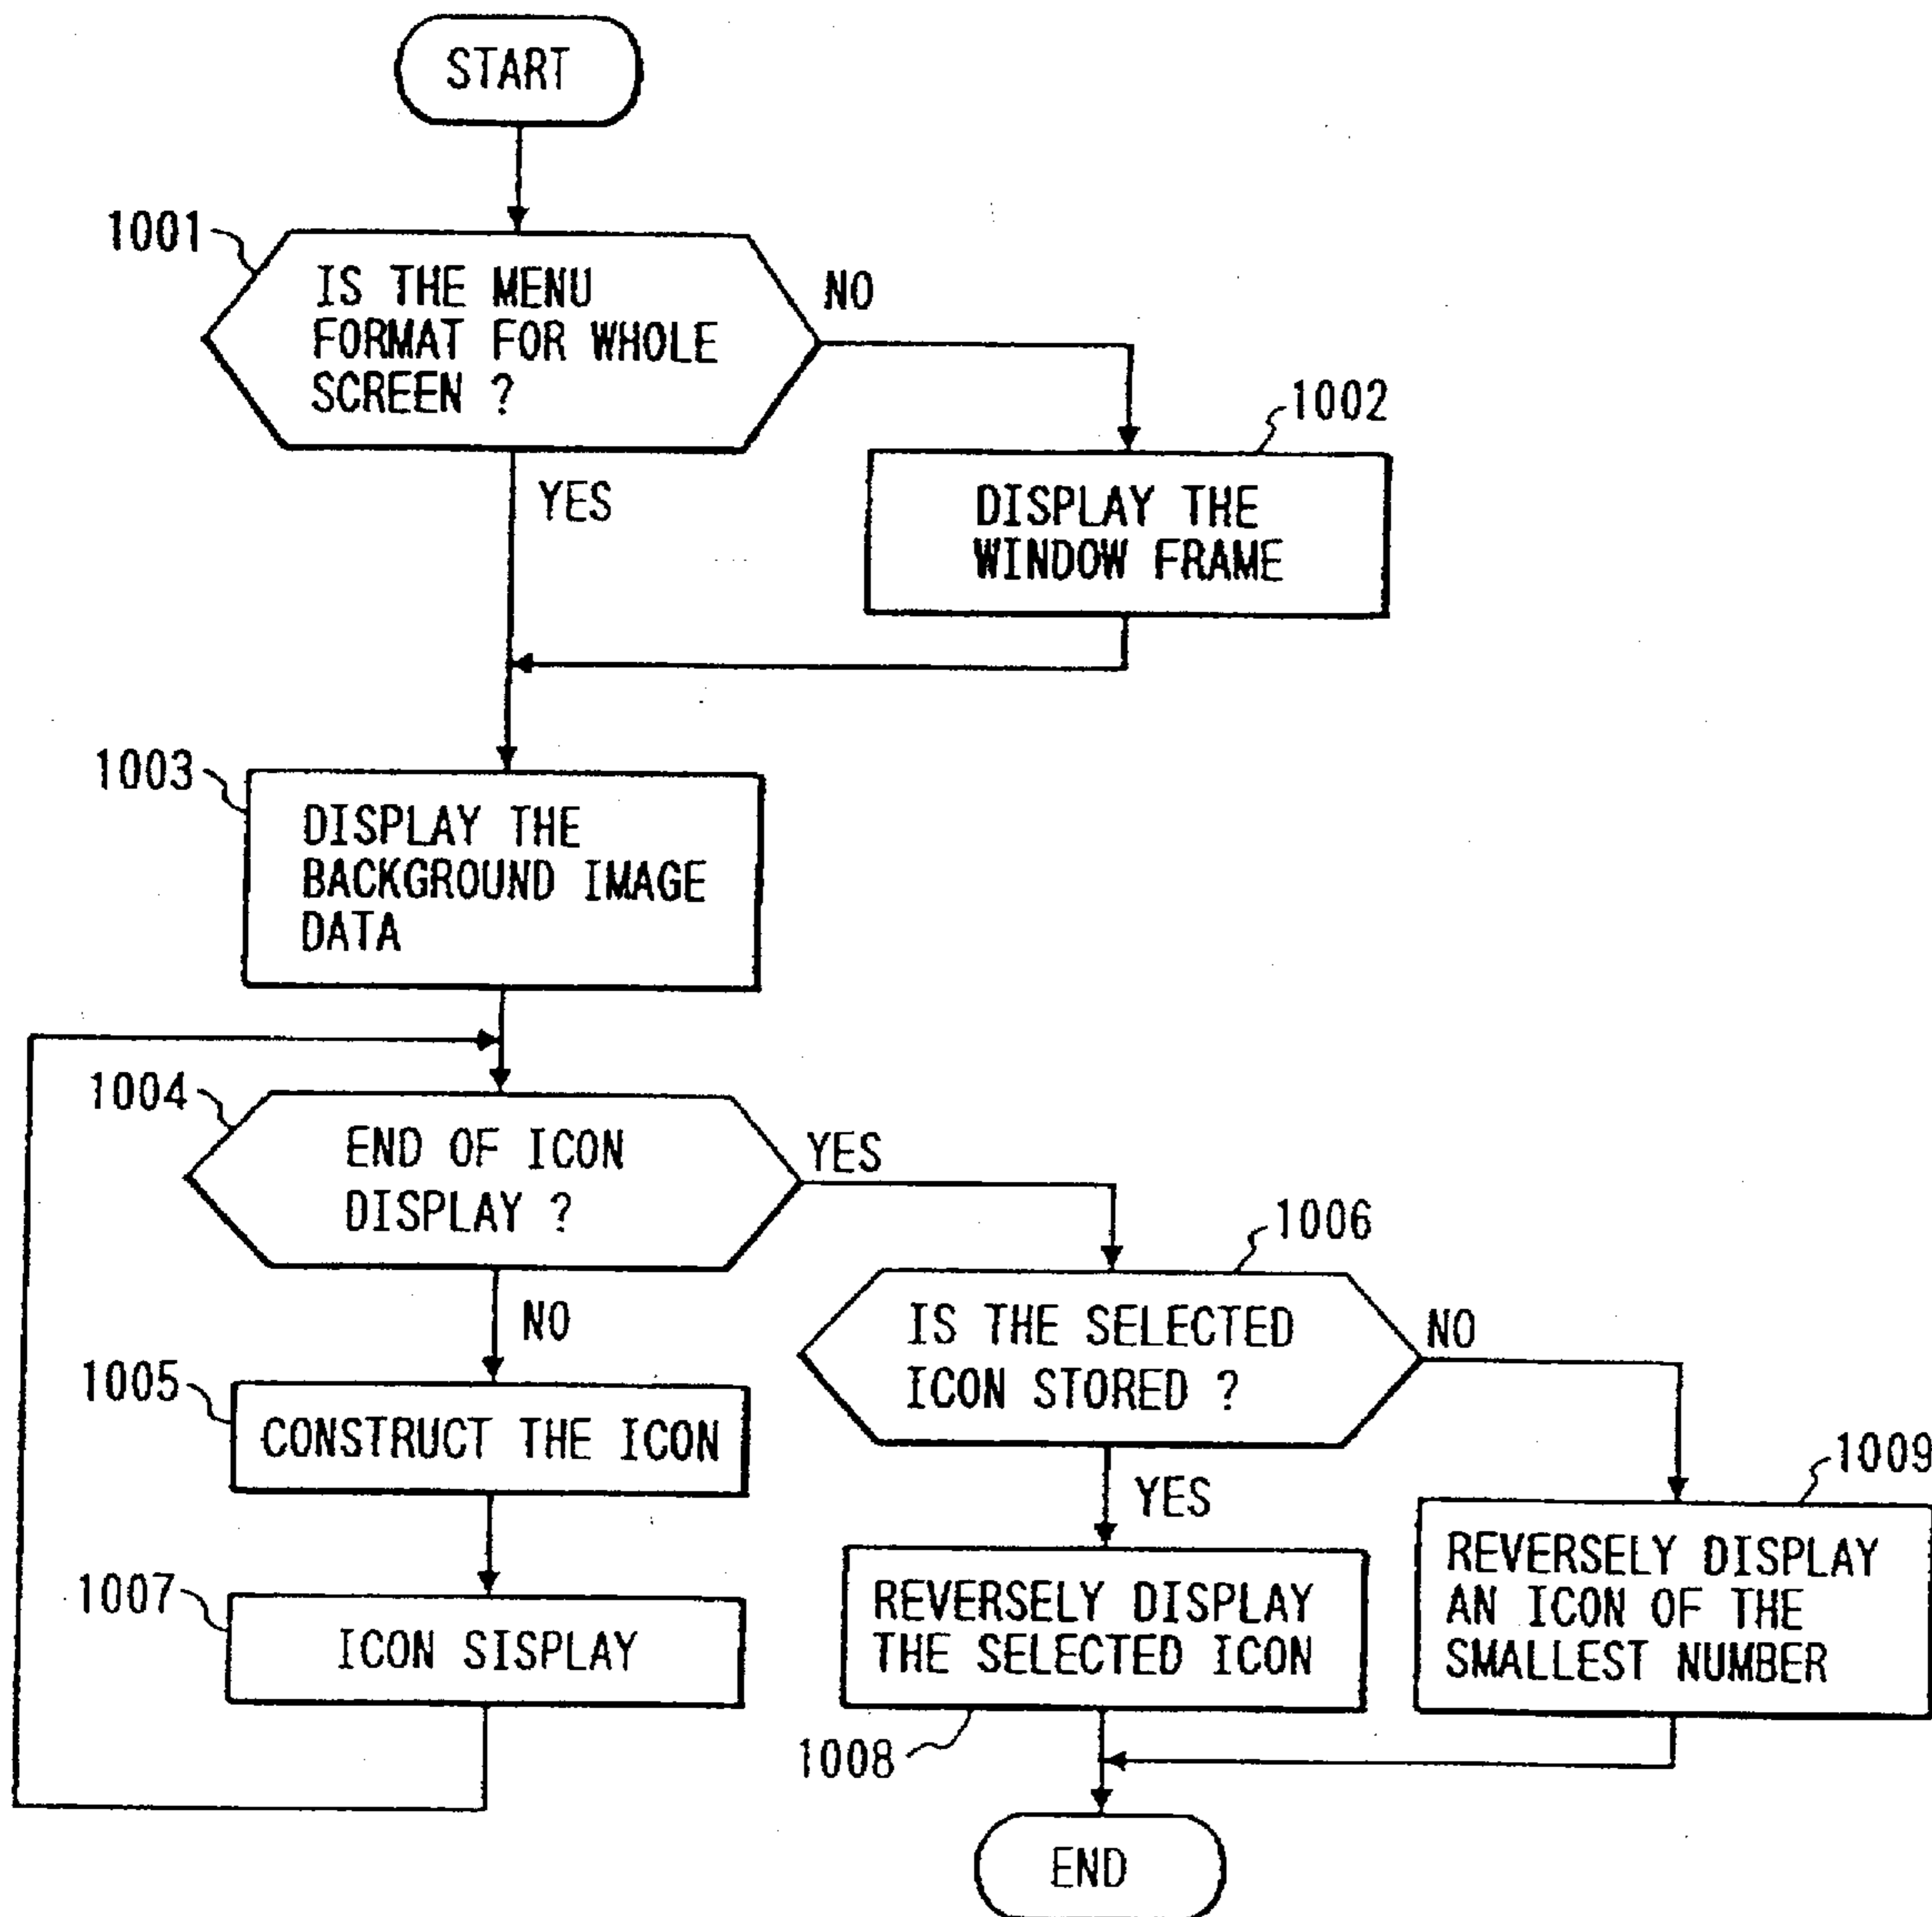 START
1001
IS THE MENU
FORMAT FOR WHOLE
SCREEN ?
NO
YES
1002
DISPLAY THE
WINDOW FRAME
1003
DISPLAY THE
BACKGROUND IMAGE
DATA
1004
END OF ICON
DISPLAY ?
YES
NO
1006
IS THE SELECTED
ICON STORED ?
NO
YES
1005
CONSTRUCT THE ICON
1007
ICON SISPLAY
REVERSELY DISPLAY
THE SELECTED ICON
1008
1009
REVERSELY DISPLAY
AN ICON OF THE
SMALLEST NUMBER
END